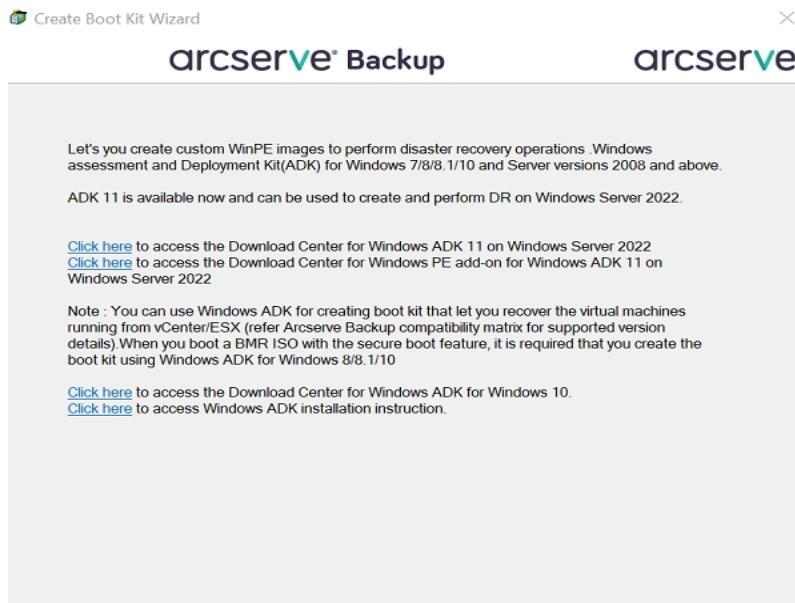 Create Boot Kit Wizard
arcserve® Backup
arcserve
Let's you create custom WinPE images to perform disaster recovery operations .Windows
assessment and Deployment Kit(ADK) for Windows 7/8/8.1/10 and Server versions 2008 and above.
ADK 11 is available now and can be used to create and perform DR on Windows Server 2022.
Click here to access the Download Center for Windows ADK 11 on Windows Server 2022
Click here to access the Download Center for Windows PE add-on for Windows ADK 11 on
Windows Server 2022
Note : You can use Windows ADK for creating boot kit that let you recover the virtual machines
running from vCenter/ESX (refer Arcserve Backup compatibility matrix for supported version
details).When you boot a BMR ISO with the secure boot feature, it is required that you create the
boot kit using Windows ADK for Windows 8/8.1/10
Click here to access the Download Center for Windows ADK for Windows 10.
Click here to access Windows ADK installation instruction.